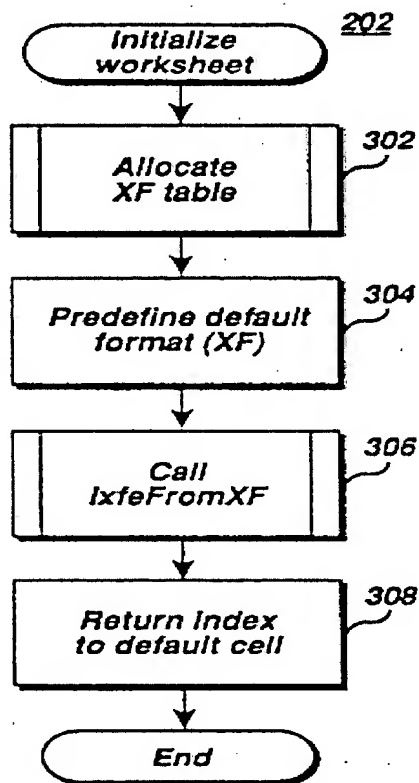 202
Initialize
worksheet
302
Allocate
XF table
304
Predefine default
format (XF)
306
Call
IxfeFromXF
308
Return Index
to default cell
End